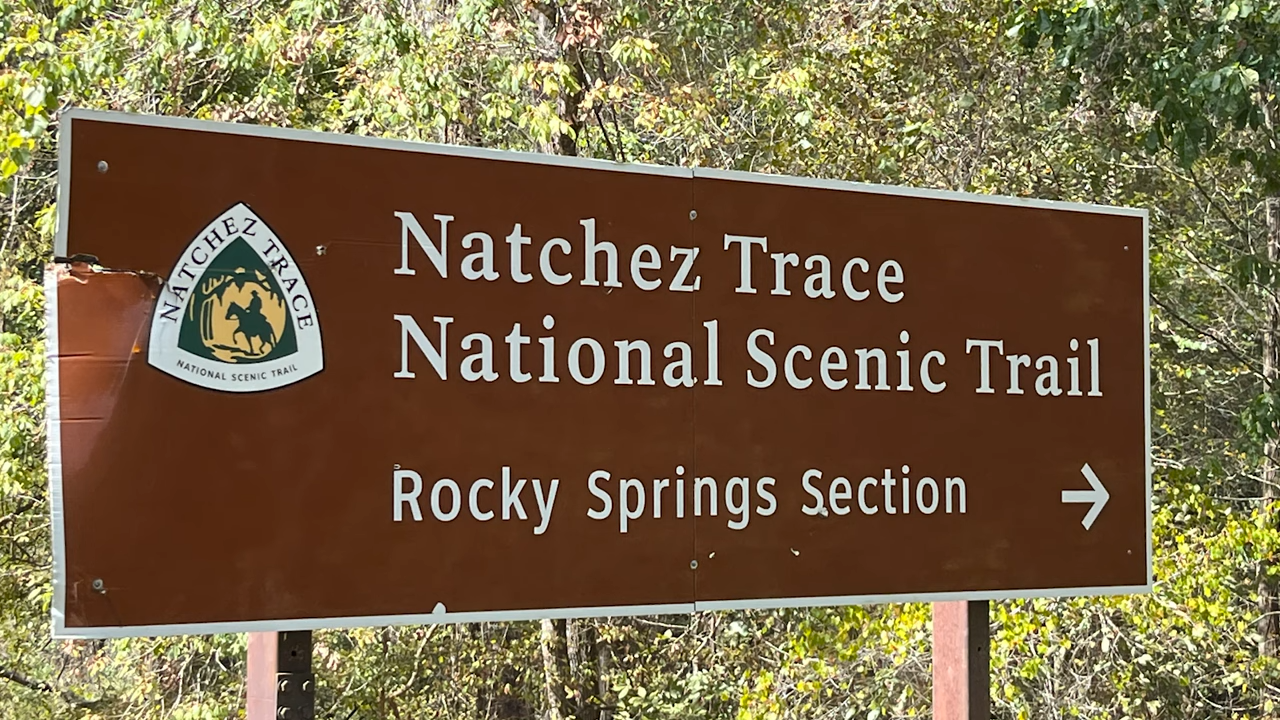 NATCHEZ TRACE
NATIONAL SCENIC TRAIL
Natchez Trace
National Scenic Trail
Rocky Springs Section →